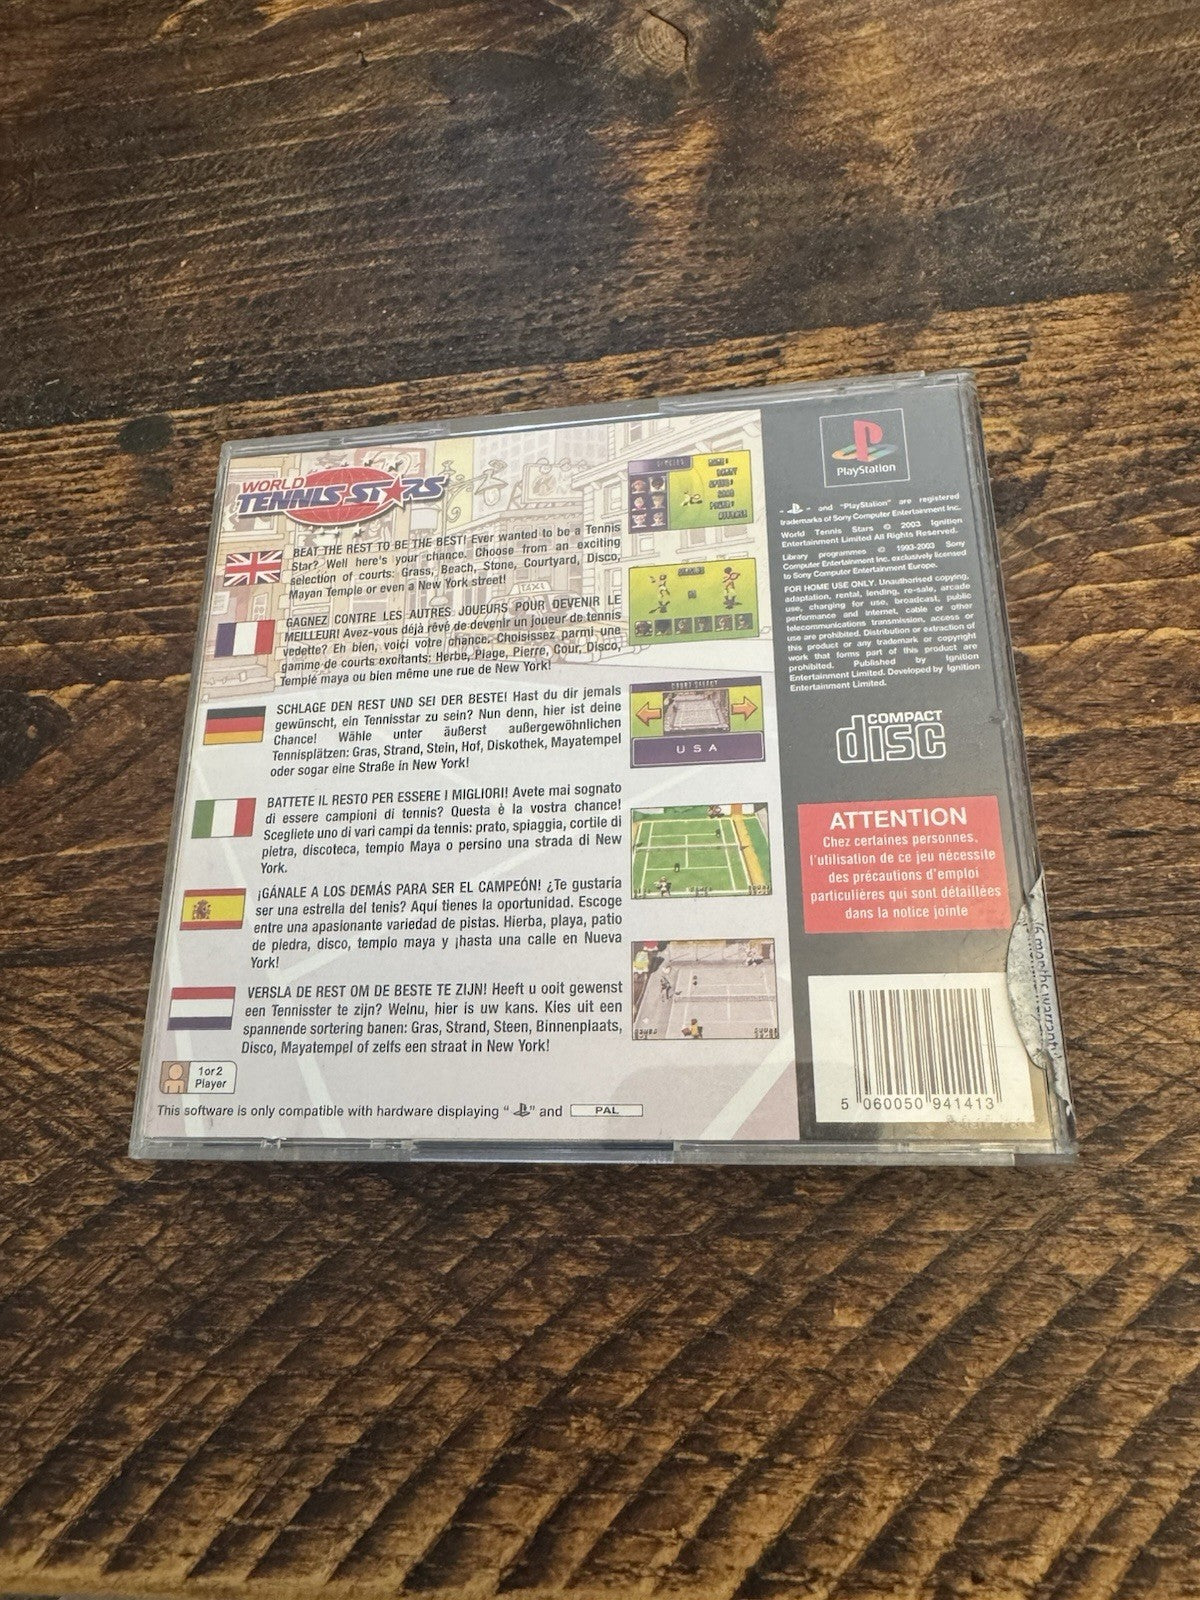 WORLD
TENNIS STARS
BEAT THE REST TO BE THE BEST! Ever wanted to be a Tennis
Star? Well here's your chance. Choose from an exciting
selection of courts: Grass, Beach, Stone, Courtyard, Disco,
Mayan Temple or even a New York street!
TAXI
GAGNEZ CONTRE LES AUTRES JOUEURS POUR DEVENIR LE
MEILLEUR! Avez-vous déjà rêvé de devenir un joueur de tennis
vedette? Eh bien, voici votre chance. Choisissez parmi une
gamme de courts exoitants: Herbe, Plage, Pierre, Cour, Disco,
Templé maya ou bien même une rue de New York!
SCHLAGE DEN REST UND SEI DER BESTE! Hast du dir jemals
gewünscht, ein Tennisstar zu sein? Nun denn, hier ist deine
Chance! Wähle unter äußerst außergewöhnlichen
Tennisplätzen: Gras, Strand, Stein, Hof, Diskothek, Mayatempel
oder sogar eine Straße in New York!
BATTETE IL RESTO PER ESSERE I MIGLIORI! Avete mai sognato
di essere campioni di tennis? Questa è la vostra chance!
Scegliete uno di vari campi da tennis: prato, spiaggia, cortile di
pietra, discoteca, tempio Maya o persino una strada di New
York.
¡GÁNALE A LOS DEMÁS PARA SER EL CAMPEÓN! ¿Te gustaría
ser una estrella del tenis? Aquí tienes la oportunidad. Escoge
entre una apasionante variedad de pistas. Hierba, playa, patio
de piedra, disco, templo maya y ¡hasta una calle en Nueva
York!
VERSLA DE REST OM DE BESTE TE ZIJN! Heeft u ooit gewenst
een Tennisster te zijn? Welnu, hier is uw kans. Kies uit een
spannende sortering banen: Gras, Strand, Steen, Binnenplaats,
Disco, Mayatempel of zelfs een straat in New York!
1 or 2
Player
This software is only compatible with hardware displaying " " and PAL
COURT SELECT
USA
PlayStation
" " and "PlayStation" are registered
trademarks of Sony Computer Entertainment Inc.
World Tennis Stars © 2003 Ignition
Entertainment Limited All Rights Reserved.
Library programmes © 1993-2003 Sony
Computer Entertainment Inc. exclusively licensed
to Sony Computer Entertainment Europe.
FOR HOME USE ONLY. Unauthorised copying,
adaptation, rental, lending, re-sale, arcade
use, charging for use, broadcast, public
performance and internet, cable or other
telecommunications transmission, access or
use are prohibited. Distribution or extraction of
this product or any trademark or copyright
work that forms part of this product are
prohibited. Published by Ignition
Entertainment Limited. Developed by Ignition
Entertainment Limited.
COMPACT
disc
ATTENTION
Chez certaines personnes,
l'utilisation de ce jeu nécessite
des précautions d'emploi
particulières qui sont détaillées
dans la notice jointe
5 060050 941413